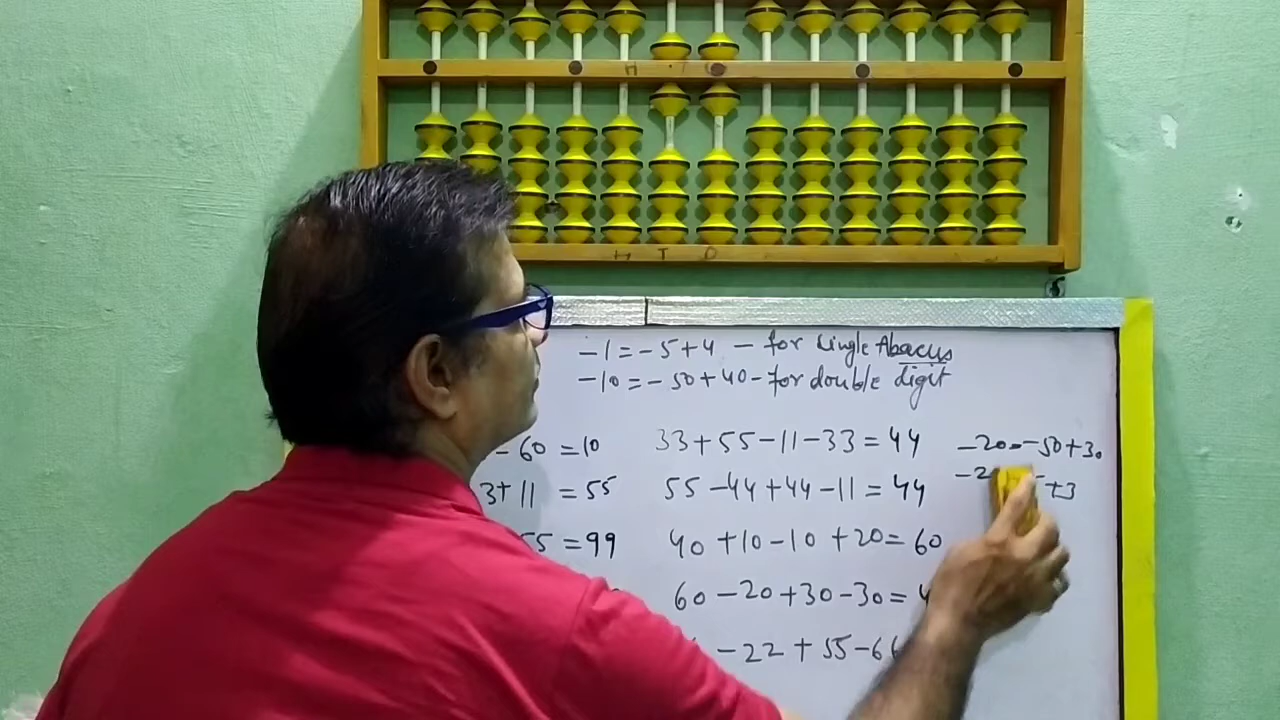 H T O
H T O
-1 = -5+4 - for single Abacus
-10 = -50+40 - for double digit
- 60 = 10
33+55-11-33 = 44
-20=-50+30
3+11 = 55
55-44+44-11 = 44
+3
55 = 99
40+10-10+20= 60
60-20+30-30=
-22+55-66